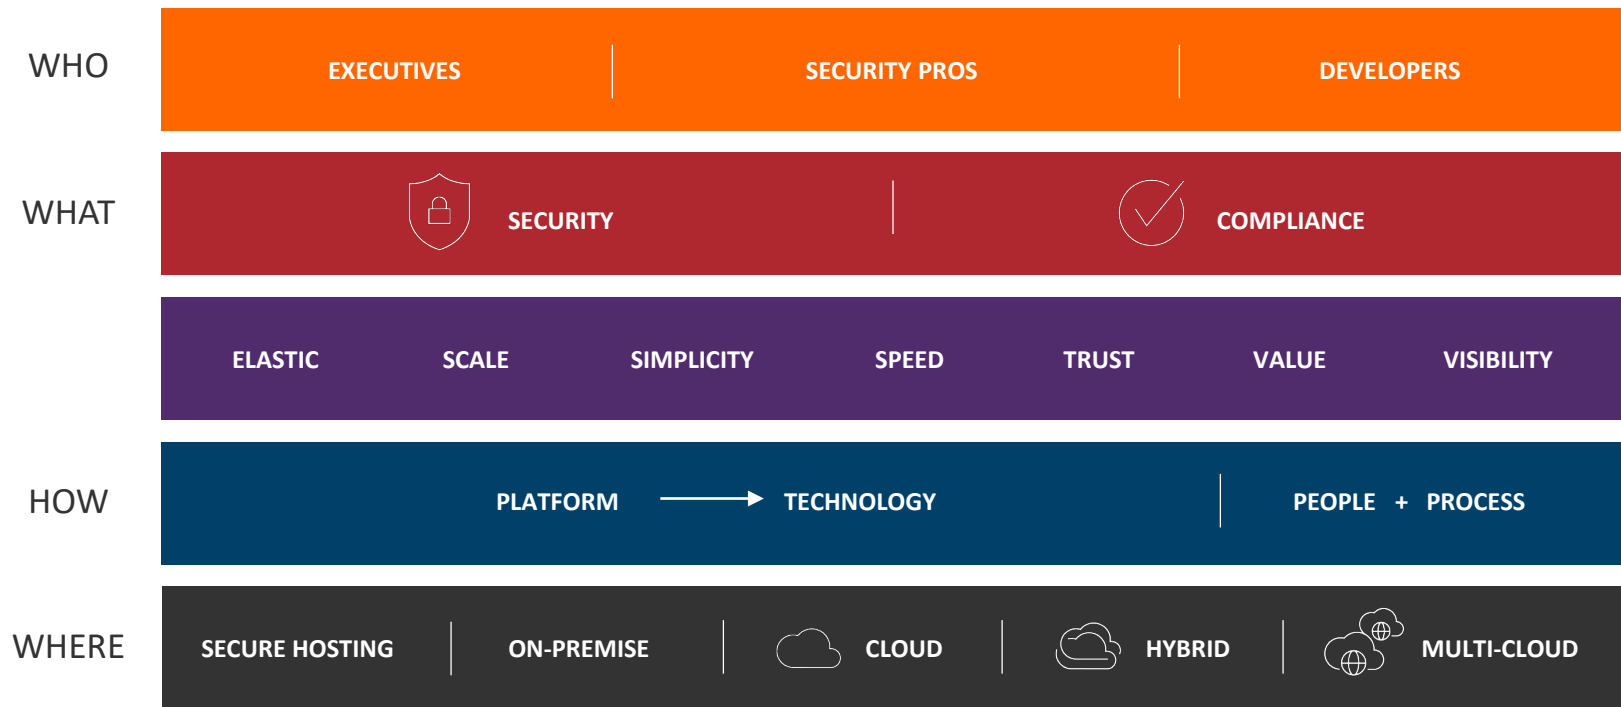 WHO EXECUTIVES SECURITY PROS DEVELOPERS
WHAT SECURITY COMPLIANCE
ELASTIC SCALE SIMPLICITY SPEED TRUST VALUE VISIBILITY
HOW PLATFORM TECHNOLOGY PEOPLE + PROCESS
WHERE SECURE HOSTING ON-PREMISE CLOUD HYBRID MULTI-CLOUD